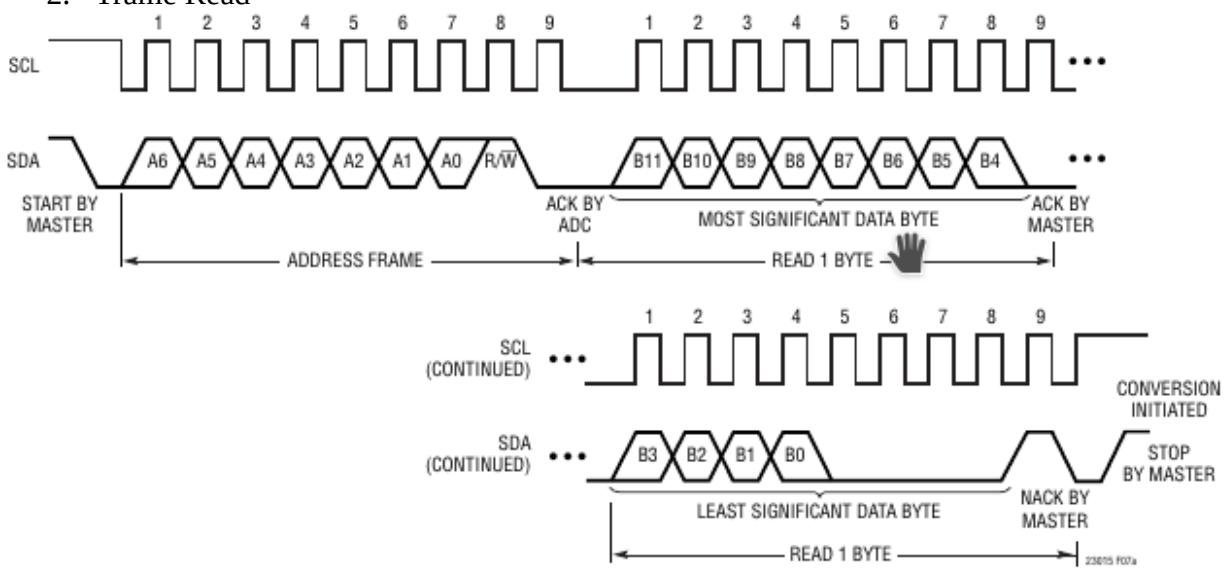 2. Trame Read
1 2 3 4 5 6 7 8 9 1 2 3 4 5 6 7 8 9
SCL
SDA A6 A5 A4 A3 A2 A1 A0 R/W̅ B11 B10 B9 B8 B7 B6 B5 B4
START BY
MASTER
ACK BY
ADC
MOST SIGNIFICANT DATA BYTE
ACK BY
MASTER
ADDRESS FRAME
READ 1 BYTE
1 2 3 4 5 6 7 8 9
SCL
(CONTINUED)
CONVERSION
INITIATED
SDA
(CONTINUED)
B3 B2 B1 B0
STOP
BY MASTER
LEAST SIGNIFICANT DATA BYTE
NACK BY
MASTER
READ 1 BYTE
23015 F07a